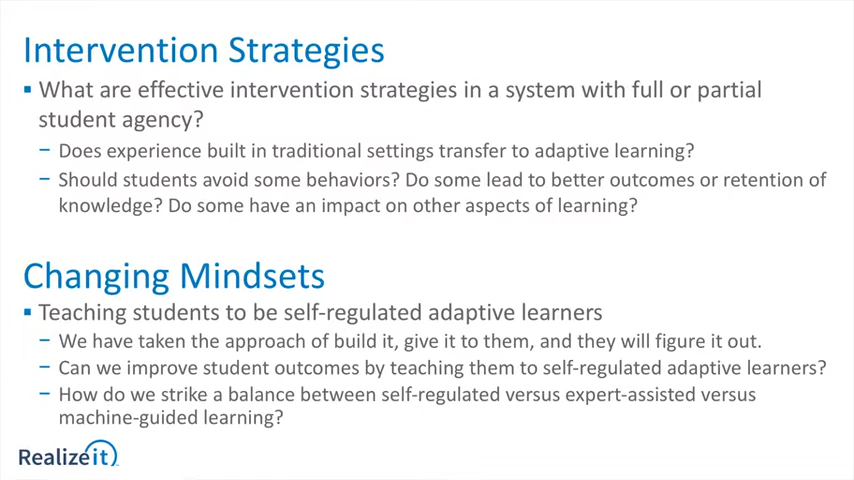 Intervention Strategies
▪ What are effective intervention strategies in a system with full or partial
student agency?
– Does experience built in traditional settings transfer to adaptive learning?
– Should students avoid some behaviors? Do some lead to better outcomes or retention of
knowledge? Do some have an impact on other aspects of learning?
Changing Mindsets
▪ Teaching students to be self-regulated adaptive learners
– We have taken the approach of build it, give it to them, and they will figure it out.
– Can we improve student outcomes by teaching them to self-regulated adaptive learners?
– How do we strike a balance between self-regulated versus expert-assisted versus
machine-guided learning?
Realizeit